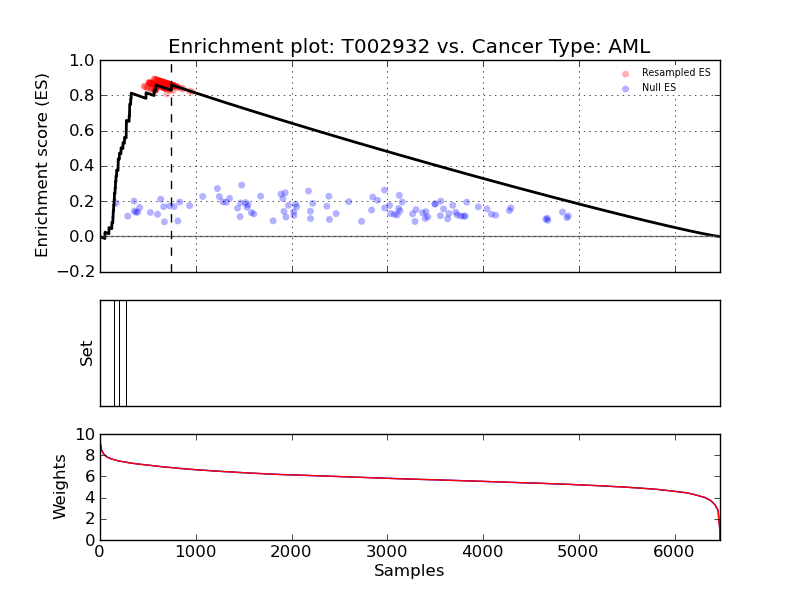 Enrichment plot: T002932 vs. Cancer Type: AML
1.0
0.8
0.6
0.4
0.2
0.0
−0.2
Enrichment score (ES)
Resampled ES
Null ES
Set
10
8
6
4
2
0
Weights
0 1000 2000 3000 4000 5000 6000
Samples